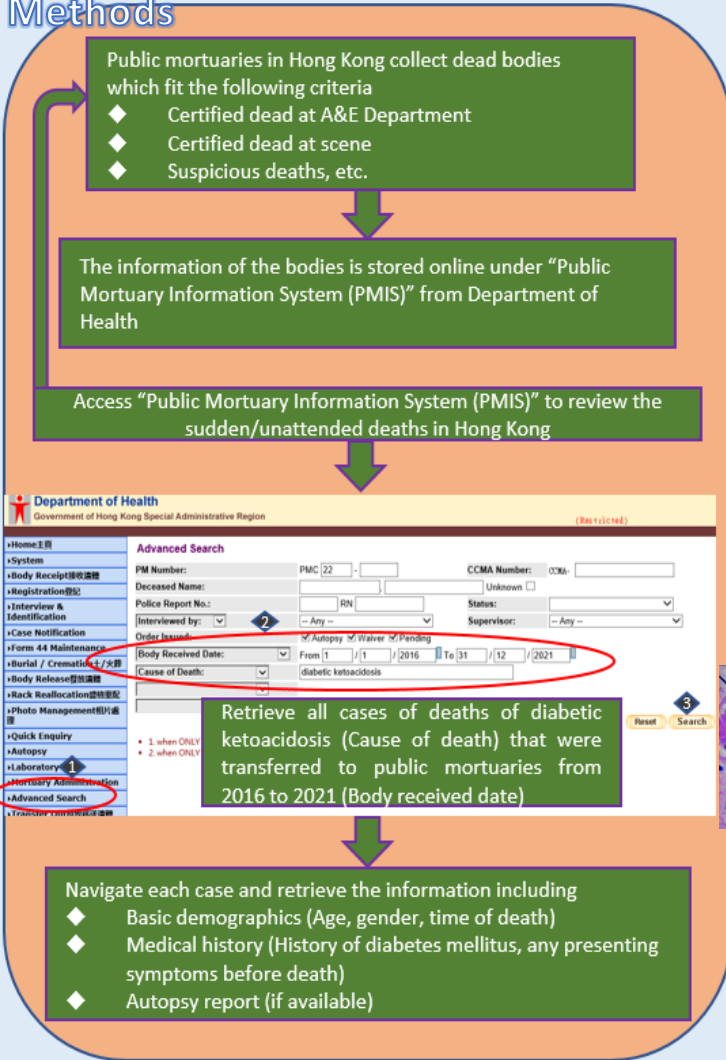 Methods
Public mortuaries in Hong Kong collect dead bodies
which fit the following criteria
Certified dead at A&E Department
Certified dead at scene
Suspicious deaths, etc.
The information of the bodies is stored online under “Public
Mortuary Information System (PMIS)” from Department of
Health
Access “Public Mortuary Information System (PMIS)” to review the
sudden/unattended deaths in Hong Kong
Department of Health
Government of Hong Kong Special Administrative Region
(Restricted)
Home主頁
System
Body Receipt接收遺體
Registration登記
Interview &
Identification
Case Notification
Form 44 Maintenance
Burial / Cremation土/火葬
Body Release發放遺體
Rack Reallocation
Photo Management相片處
理
Quick Enquiry
Autopsy
Laboratory 1
Mortuary Administration
Advanced Search
Advanced Search
PM Number: PMC 22 - CCMA Number: CCMA-
Deceased Name: , Unknown
Police Report No.: RN Status:
Interviewed by: 2 -- Any -- Supervisor: -- Any --
Order Issued: Autopsy Waiver Pending
Body Received Date: From 1 / 1 / 2016 To 31 / 12 / 2021
Cause of Death: diabetic ketoacidosis
3
Reset Search
1. when ONLY
2. when ONLY
Retrieve all cases of deaths of diabetic
ketoacidosis (Cause of death) that were
transferred to public mortuaries from
2016 to 2021 (Body received date)
Navigate each case and retrieve the information including
Basic demographics (Age, gender, time of death)
Medical history (History of diabetes mellitus, any presenting
symptoms before death)
Autopsy report (if available)